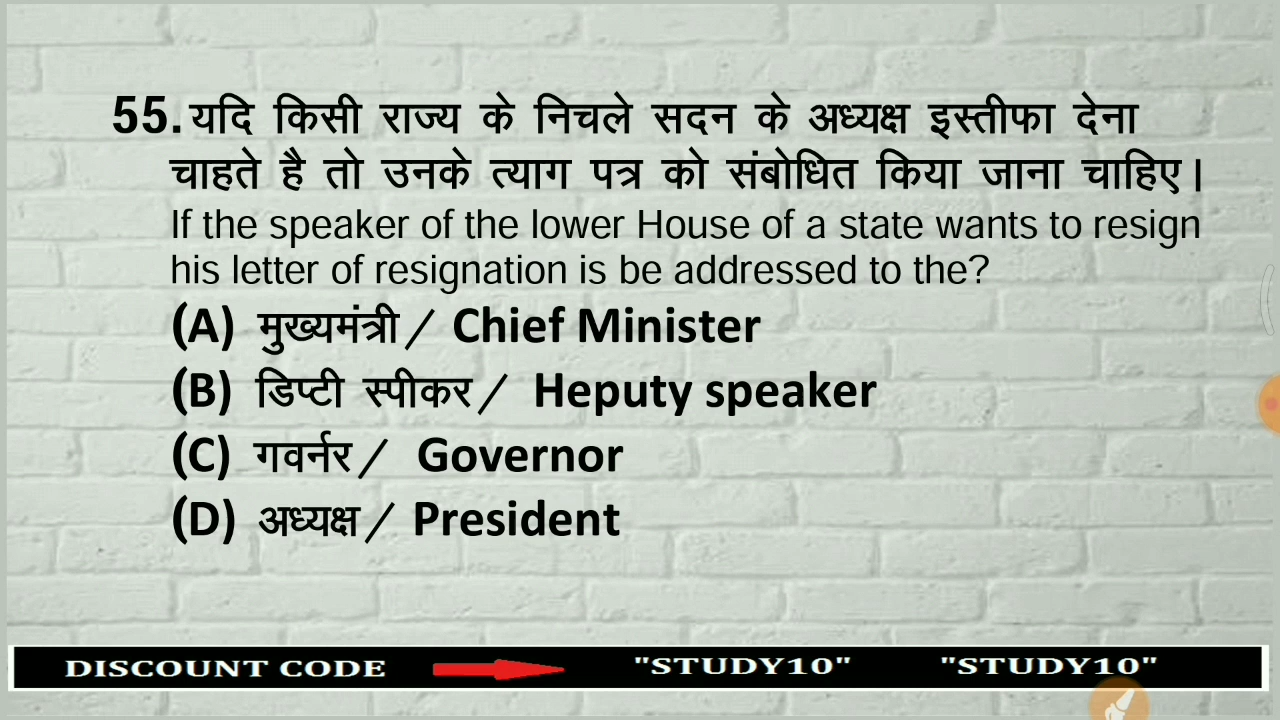 55. यदि किसी राज्य के निचले सदन के अध्यक्ष इस्तीफा देना
चाहते है तो उनके त्याग पत्र को संबोधित किया जाना चाहिए।
If the speaker of the lower House of a state wants to resign
his letter of resignation is be addressed to the?
(A) मुख्यमंत्री/ Chief Minister
(B) डिप्टी स्पीकर/ Heputy speaker
(C) गवर्नर/ Governor
(D) अध्यक्ष/ President
DISCOUNT CODE "STUDY10" "STUDY10"